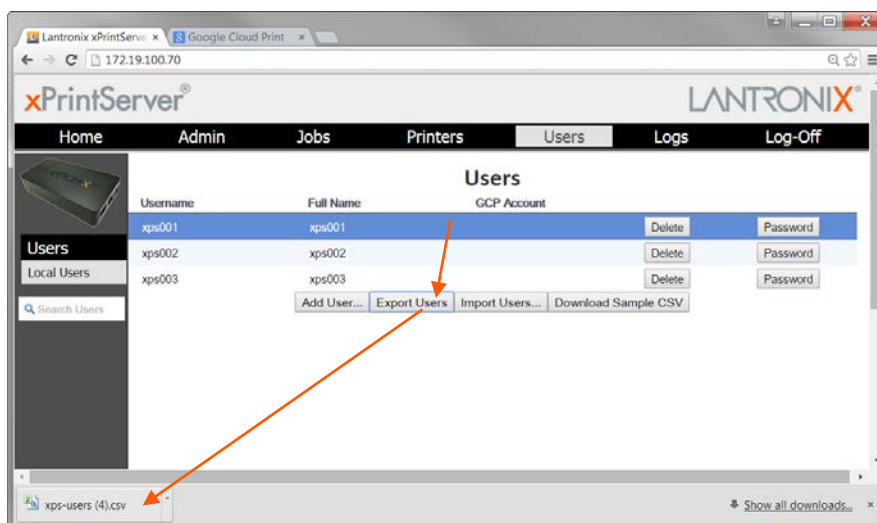 Lantronix xPrintServe
Google Cloud Print
172.19.100.70
xPrintServer®
LANTRONIX®
Home Admin Jobs Printers Users Logs Log-Off
Users
Username Full Name GCP Account
xps001 xps001 Delete Password
Users
xps002 xps002 Delete Password
Local Users
xps003 xps003 Delete Password
Add User... Export Users Import Users... Download Sample CSV
Search Users
xps-users (4).csv
Show all downloads...